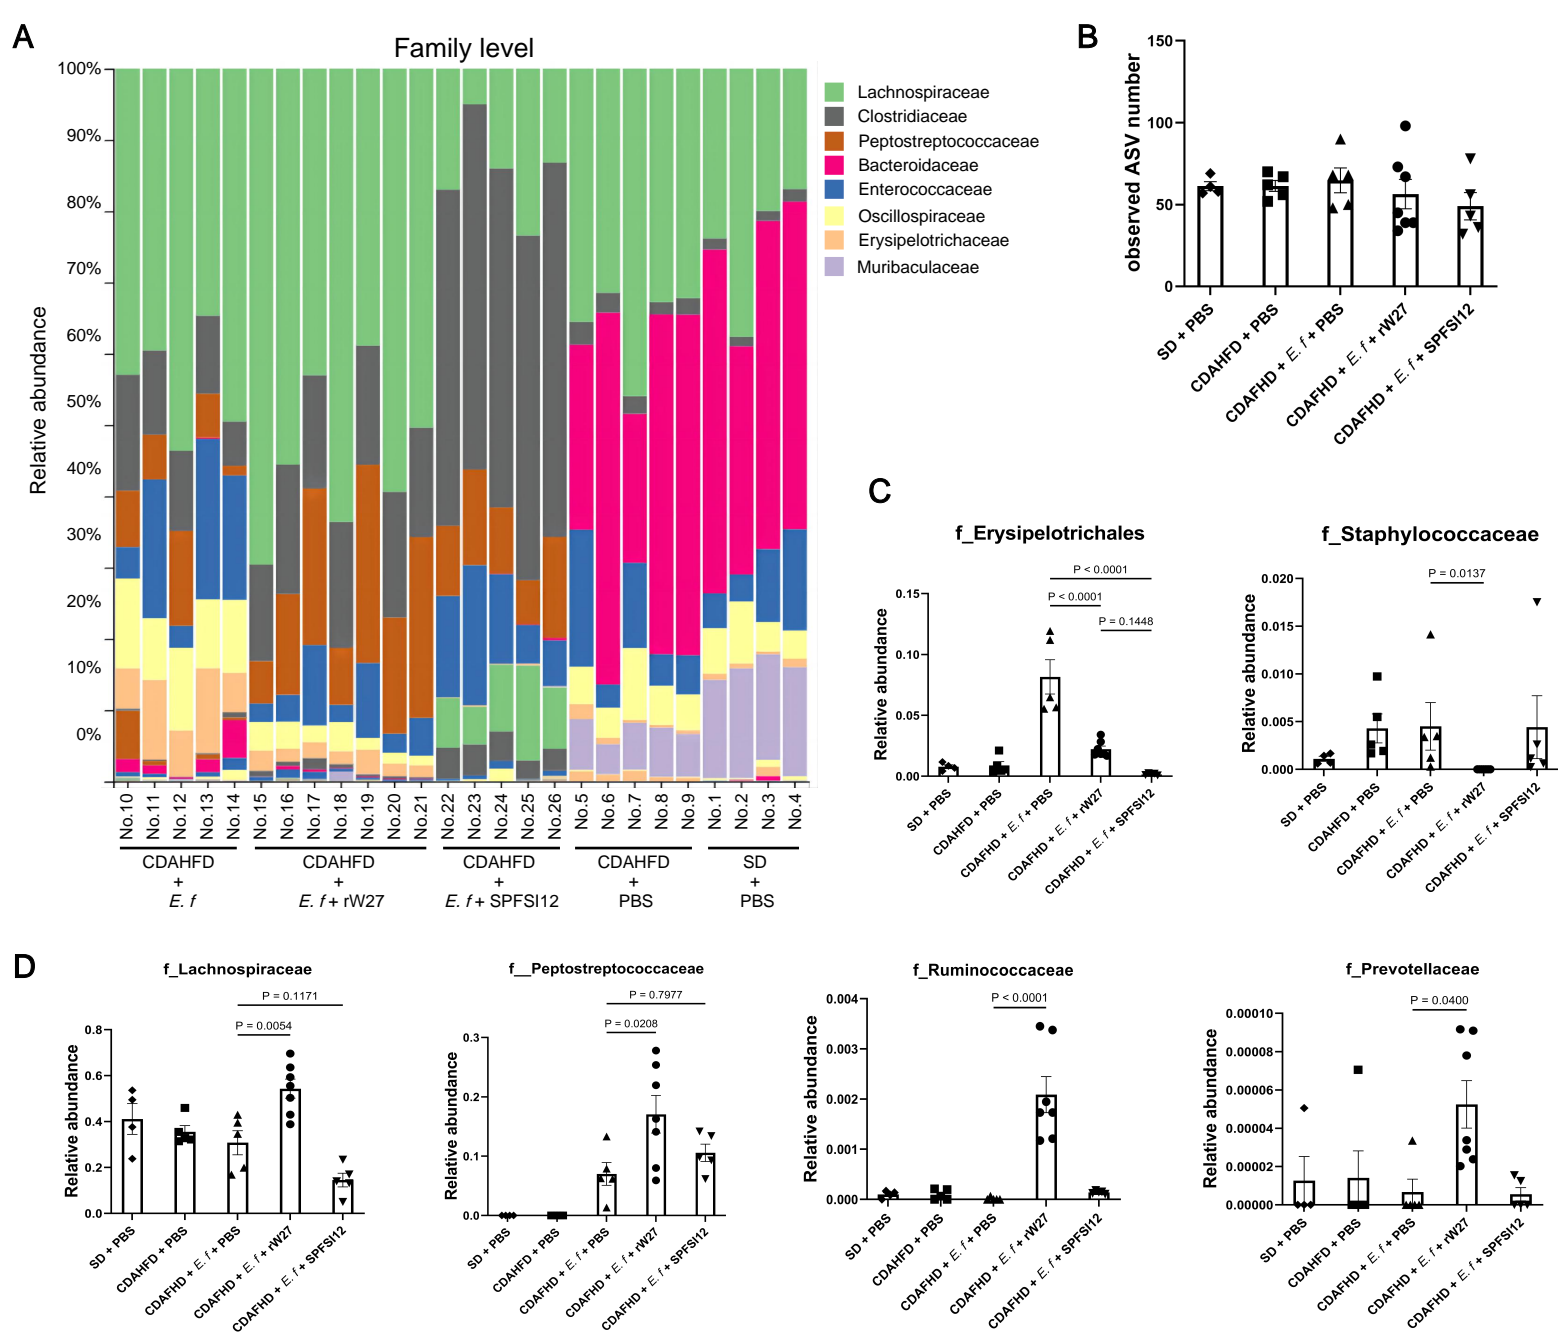 A
Family level
Relative abundance
100%
90%
80%
70%
60%
50%
40%
30%
20%
10%
0%
Lachnospiraceae
Clostridiaceae
Peptostreptococcaceae
Bacteroidaceae
Enterococcaceae
Oscillospiraceae
Erysipelotrichaceae
Muribaculaceae
No.10
No.11
No.12
No.13
No.14
No.15
No.16
No.17
No.18
No.19
No.20
No.21
No.22
No.23
No.24
No.25
No.26
No.5
No.6
No.7
No.8
No.9
No.1
No.2
No.3
No.4
CDAHFD
+
E. f
CDAHFD
+
E. f + rW27
CDAHFD
+
E. f + SPFSI12
CDAHFD
+
PBS
SD
+
PBS
B
observed ASV number
150
100
50
0
SD + PBS
CDAHFD + PBS
CDAFHD + E. f + PBS
CDAFHD + E. f + rW27
CDAFHD + E. f + SPFSI12
C
f_Erysipelotrichales
P < 0.0001
P < 0.0001
P = 0.1448
Relative abundance
0.15
0.10
0.05
0.00
SD + PBS
CDAHFD + PBS
CDAFHD + E. f + PBS
CDAFHD + E. f + rW27
CDAFHD + E. f + SPFSI12
f_Staphylococcaceae
P = 0.0137
Relative abundance
0.020
0.015
0.010
0.005
0.000
SD + PBS
CDAHFD + PBS
CDAFHD + E. f + PBS
CDAFHD + E. f + rW27
CDAFHD + E. f + SPFSI12
D
f_Lachnospiraceae
P = 0.1171
P = 0.0054
Relative abundance
0.8
0.6
0.4
0.2
0.0
SD + PBS
CDAHFD + PBS
CDAFHD + E. f + PBS
CDAFHD + E. f + rW27
CDAFHD + E. f + SPFSI12
f__Peptostreptococcaceae
P = 0.7977
P = 0.0208
Relative abundance
0.3
0.2
0.1
0.0
SD + PBS
CDAHFD + PBS
CDAFHD + E. f + PBS
CDAFHD + E. f + rW27
CDAFHD + E. f + SPFSI12
f_Ruminococcaceae
P < 0.0001
Relative abundance
0.004
0.003
0.002
0.001
0.000
SD + PBS
CDAHFD + PBS
CDAFHD + E. f + PBS
CDAFHD + E. f + rW27
CDAFHD + E. f + SPFSI12
f_Prevotellaceae
P = 0.0400
Relative abundance
0.00010
0.00008
0.00006
0.00004
0.00002
0.00000
SD + PBS
CDAHFD + PBS
CDAFHD + E. f + PBS
CDAFHD + E. f + rW27
CDAFHD + E. f + SPFSI12